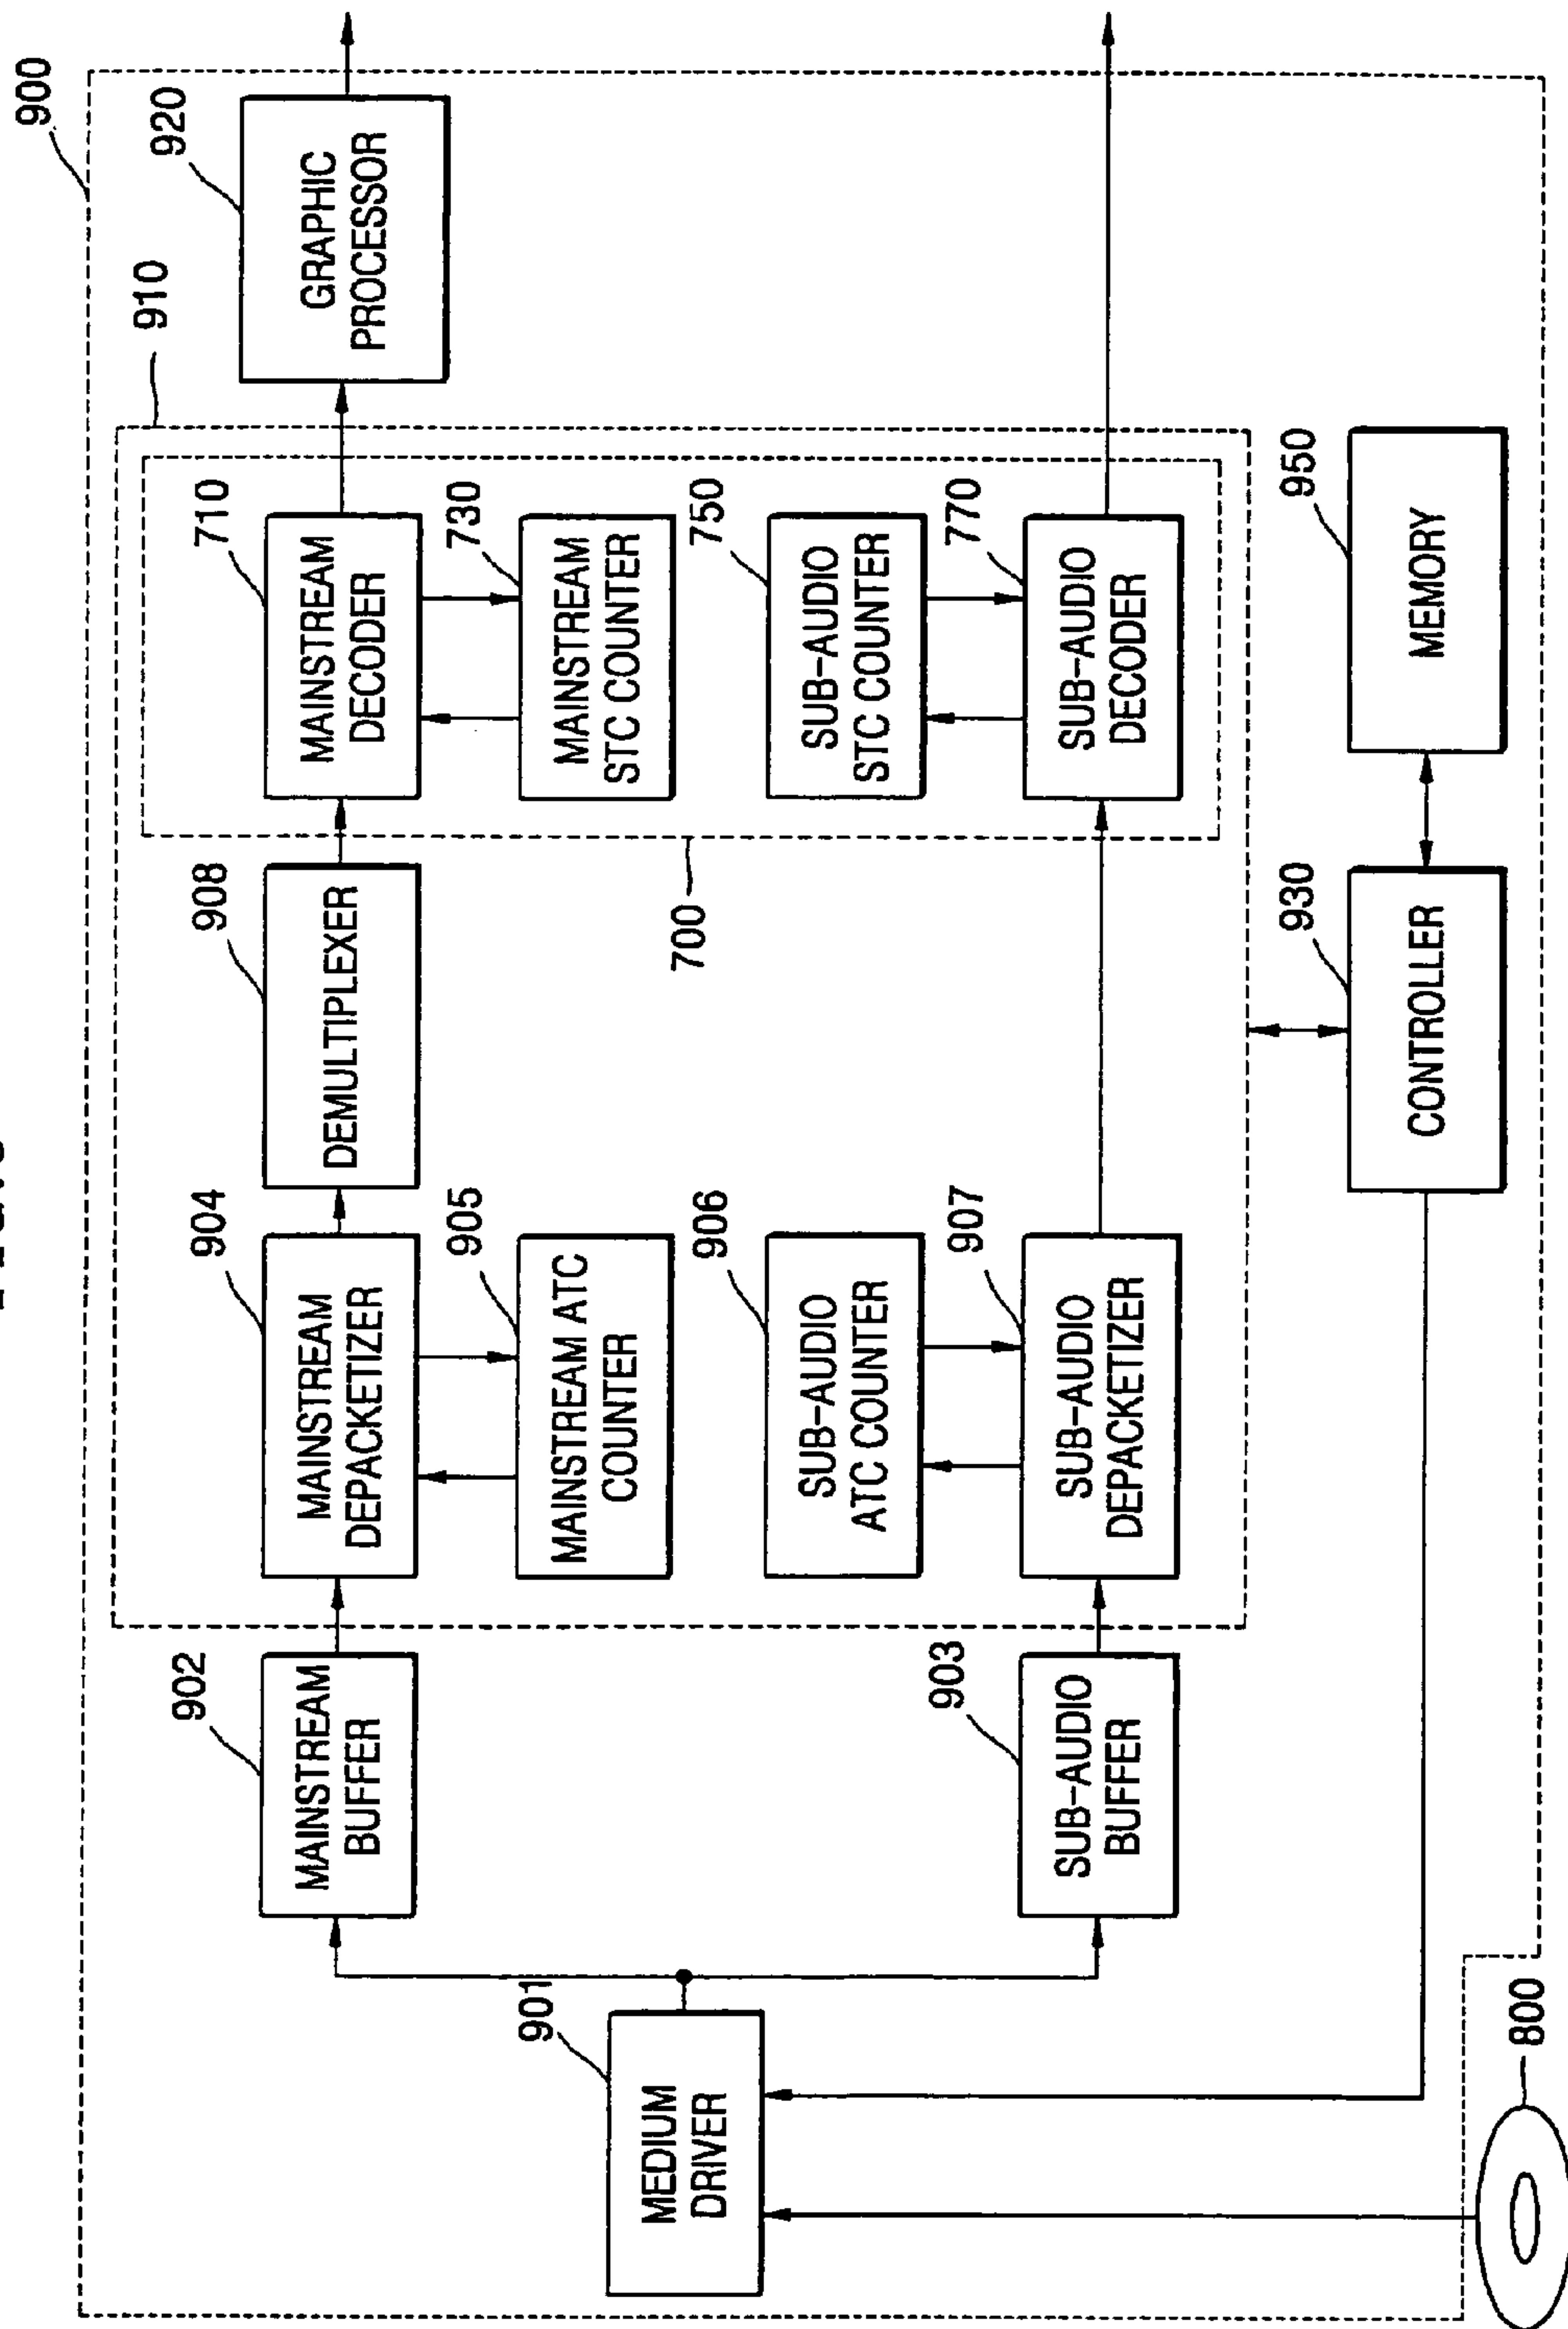 900
920
GRAPHIC
PROCESSOR
910
710
MAINSTREAM
DECODER
730
MAINSTREAM
STC COUNTER
750
SUB-AUDIO
STC COUNTER
770
SUB-AUDIO
DECODER
700
908
DEMULTIPLEXER
904
MAINSTREAM
DEPACKETIZER
905
MAINSTREAM ATC
COUNTER
906
SUB-AUDIO
ATC COUNTER
907
SUB-AUDIO
DEPACKETIZER
902
MAINSTREAM
BUFFER
903
SUB-AUDIO
BUFFER
901
MEDIUM
DRIVER
930
CONTROLLER
950
MEMORY
800